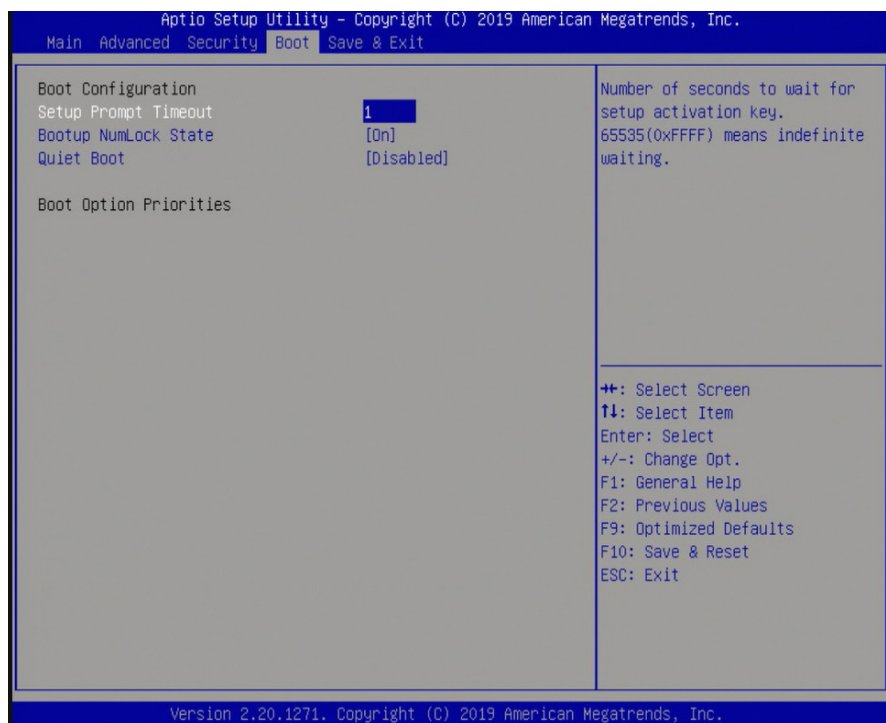 Aptio Setup Utility – Copyright (C) 2019 American Megatrends, Inc.
Main Advanced Security Boot Save & Exit
Boot Configuration
Setup Prompt Timeout 1
Bootup NumLock State [On]
Quiet Boot [Disabled]
Boot Option Priorities
Number of seconds to wait for
setup activation key.
65535(0xFFFF) means indefinite
waiting.
→←: Select Screen
↑↓: Select Item
Enter: Select
+/-: Change Opt.
F1: General Help
F2: Previous Values
F9: Optimized Defaults
F10: Save & Reset
ESC: Exit
Version 2.20.1271. Copyright (C) 2019 American Megatrends, Inc.